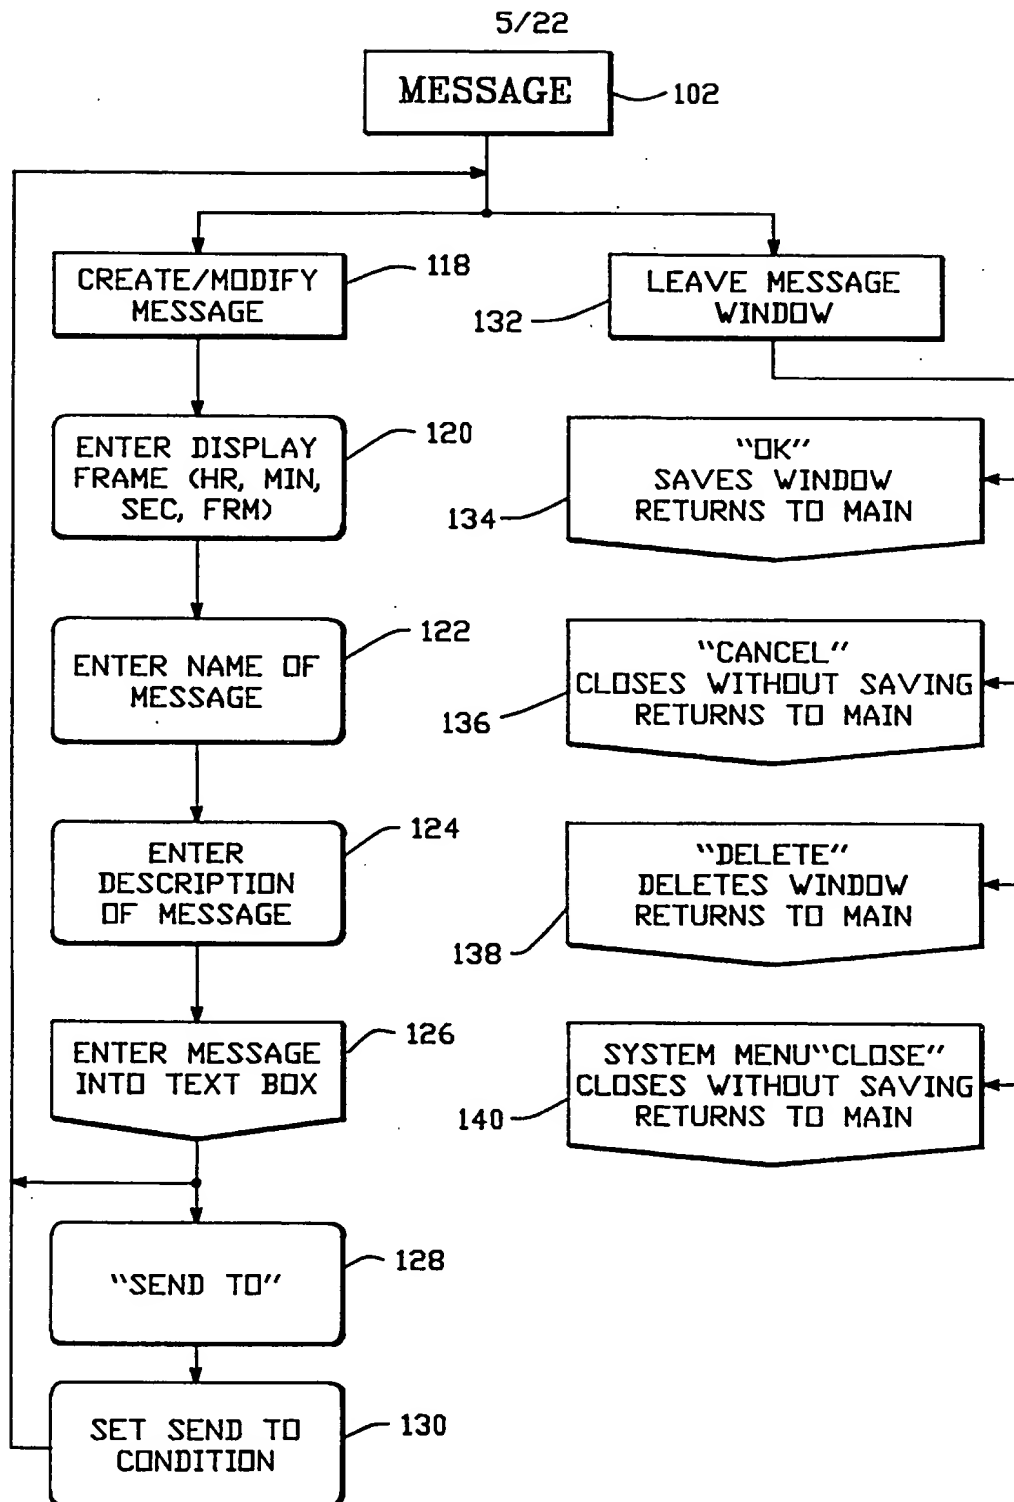 5/22
MESSAGE
102
CREATE/MODIFY
MESSAGE
118
ENTER DISPLAY
FRAME (HR, MIN,
SEC, FRM)
120
ENTER NAME OF
MESSAGE
122
ENTER
DESCRIPTION
OF MESSAGE
124
ENTER MESSAGE
INTO TEXT BOX
126
"SEND TO"
128
SET SEND TO
CONDITION
130
LEAVE MESSAGE
WINDOW
132
"OK"
SAVES WINDOW
RETURNS TO MAIN
134
"CANCEL"
CLOSES WITHOUT SAVING
RETURNS TO MAIN
136
"DELETE"
DELETES WINDOW
RETURNS TO MAIN
138
SYSTEM MENU"CLOSE"
CLOSES WITHOUT SAVING
RETURNS TO MAIN
140